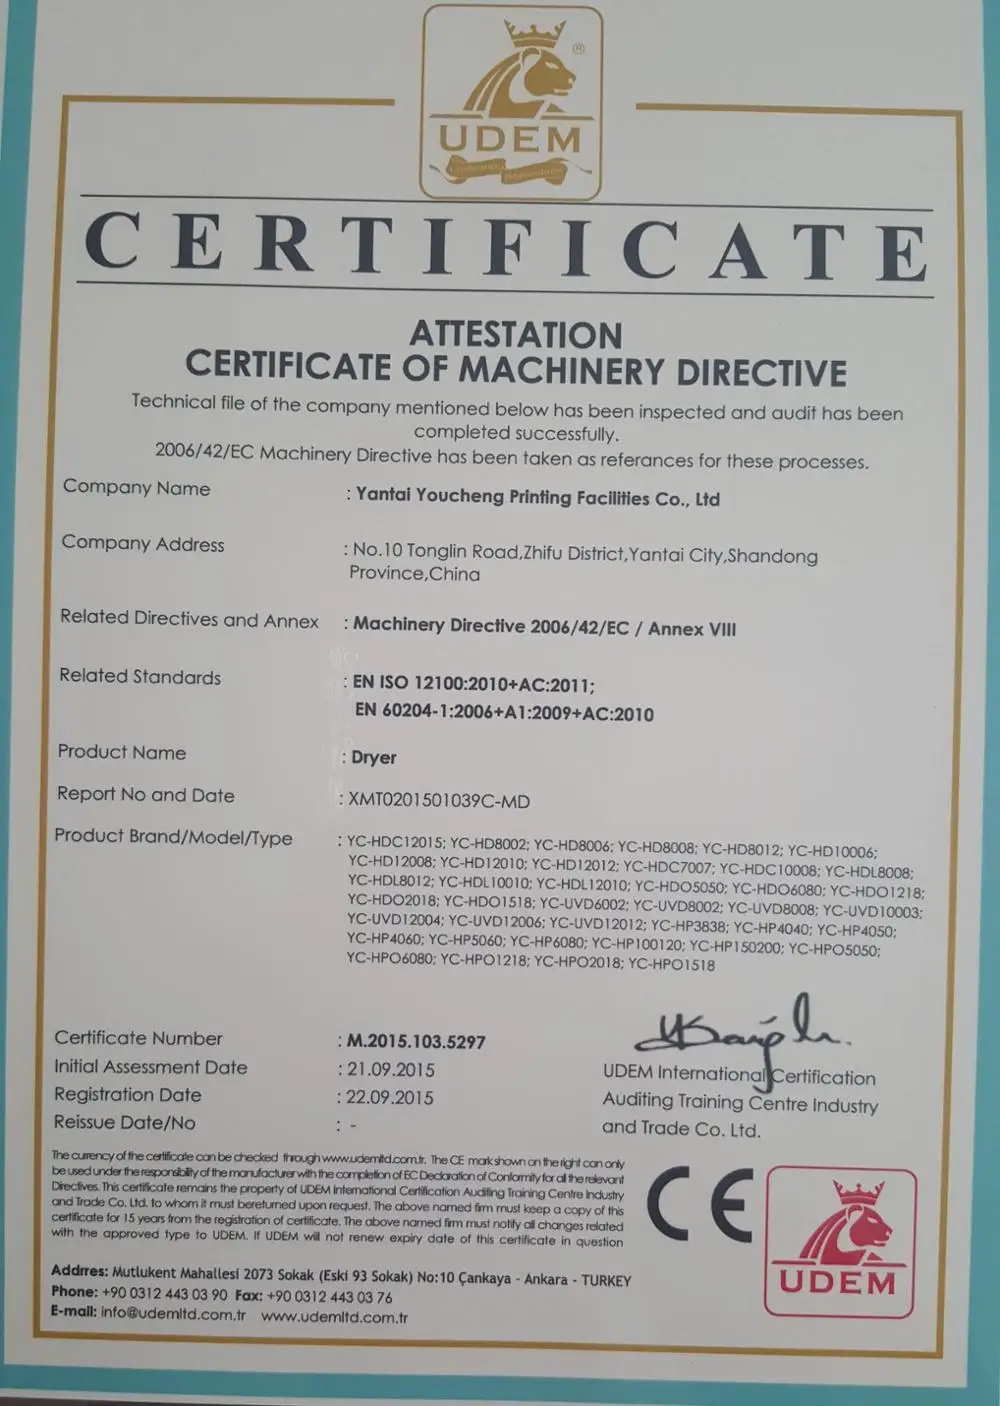 UDEM
®
CERTIFICATE
ATTESTATION
CERTIFICATE OF MACHINERY DIRECTIVE
Technical file of the company mentioned below has been inspected and audit has been
completed successfully.
2006/42/EC Machinery Directive has been taken as referances for these processes.
Company Name : Yantai Youcheng Printing Facilities Co., Ltd
Company Address : No.10 Tonglin Road,Zhifu District,Yantai City,Shandong
Province,China
Related Directives and Annex : Machinery Directive 2006/42/EC / Annex VIII
Related Standards : EN ISO 12100:2010+AC:2011;
EN 60204-1:2006+A1:2009+AC:2010
Product Name : Dryer
Report No and Date : XMT0201501039C-MD
Product Brand/Model/Type : YC-HDC12015; YC-HD8002; YC-HD8006; YC-HD8008; YC-HD8012; YC-HD10006;
YC-HD12008; YC-HD12010; YC-HD12012; YC-HDC7007; YC-HDC10008; YC-HDL8008;
YC-HDL8012; YC-HDL10010; YC-HDL12010; YC-HDO5050; YC-HDO6080; YC-HDO1218;
YC-HDO2018; YC-HDO1518; YC-UVD6002; YC-UVD8002; YC-UVD8008; YC-UVD10003;
YC-UVD12004; YC-UVD12006; YC-UVD12012; YC-HP3838; YC-HP4040; YC-HP4050;
YC-HP4060; YC-HP5060; YC-HP6080; YC-HP100120; YC-HP150200; YC-HPO5050;
YC-HPO6080; YC-HPO1218; YC-HPO2018; YC-HPO1518
Certificate Number : M.2015.103.5297
Initial Assessment Date : 21.09.2015
Registration Date : 22.09.2015
Reissue Date/No : -
UDEM International Certification
Auditing Training Centre Industry
and Trade Co. Ltd.
The currency of the certificate can be checked through www.udemltd.com.tr. The CE mark shown on the right can only
be used under the responsibility of the manufacturer with the completion of EC Declaration of Conformity for all the relevant
Directives. This certificate remains the property of UDEM International Certification Auditing Training Centre Industry
and Trade Co. Ltd. to whom it must bereturned upon request. The above named firm must keep a copy of this
certificate for 15 years from the registration of certificate. The above named firm must notify all changes related
with the approved type to UDEM. If UDEM will not renew expiry date of this certificate in question
CE
UDEM
Addrres: Mutlukent Mahallesi 2073 Sokak (Eski 93 Sokak) No:10 Çankaya - Ankara - TURKEY
Phone: +90 0312 443 03 90 Fax: +90 0312 443 03 76
E-mail: info@udemltd.com.tr www.udemltd.com.tr